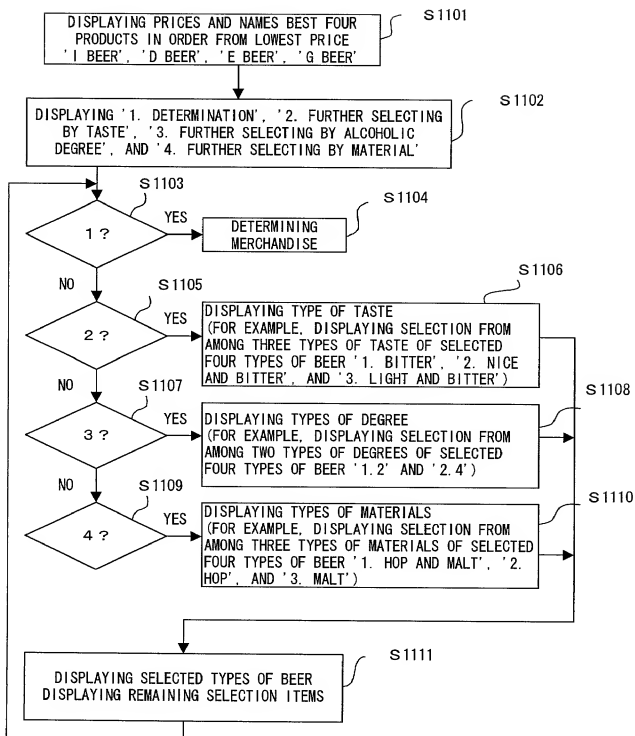 S1101
DISPLAYING PRICES AND NAMES BEST FOUR
PRODUCTS IN ORDER FROM LOWEST PRICE
'I BEER', 'D BEER', 'E BEER', 'G BEER'
S1102
DISPLAYING '1. DETERMINATION', '2. FURTHER SELECTING
BY TASTE', '3. FURTHER SELECTING BY ALCOHOLIC
DEGREE', AND '4. FURTHER SELECTING BY MATERIAL'
S1103
1?
YES
S1104
DETERMINING
MERCHANDISE
NO
S1105
2?
YES
S1106
DISPLAYING TYPE OF TASTE
(FOR EXAMPLE, DISPLAYING SELECTION FROM
AMONG THREE TYPES OF TASTE OF SELECTED
FOUR TYPES OF BEER '1. BITTER', '2. NICE
AND BITTER', AND '3. LIGHT AND BITTER')
NO
S1107
3?
YES
S1108
DISPLAYING TYPES OF DEGREE
(FOR EXAMPLE, DISPLAYING SELECTION FROM
AMONG TWO TYPES OF DEGREES OF SELECTED
FOUR TYPES OF BEER '1.2' AND '2.4')
NO
S1109
4?
YES
S1110
DISPLAYING TYPES OF MATERIALS
(FOR EXAMPLE, DISPLAYING SELECTION FROM
AMONG THREE TYPES OF MATERIALS OF SELECTED
FOUR TYPES OF BEER '1. HOP AND MALT', '2.
HOP', AND '3. MALT')
S1111
DISPLAYING SELECTED TYPES OF BEER
DISPLAYING REMAINING SELECTION ITEMS